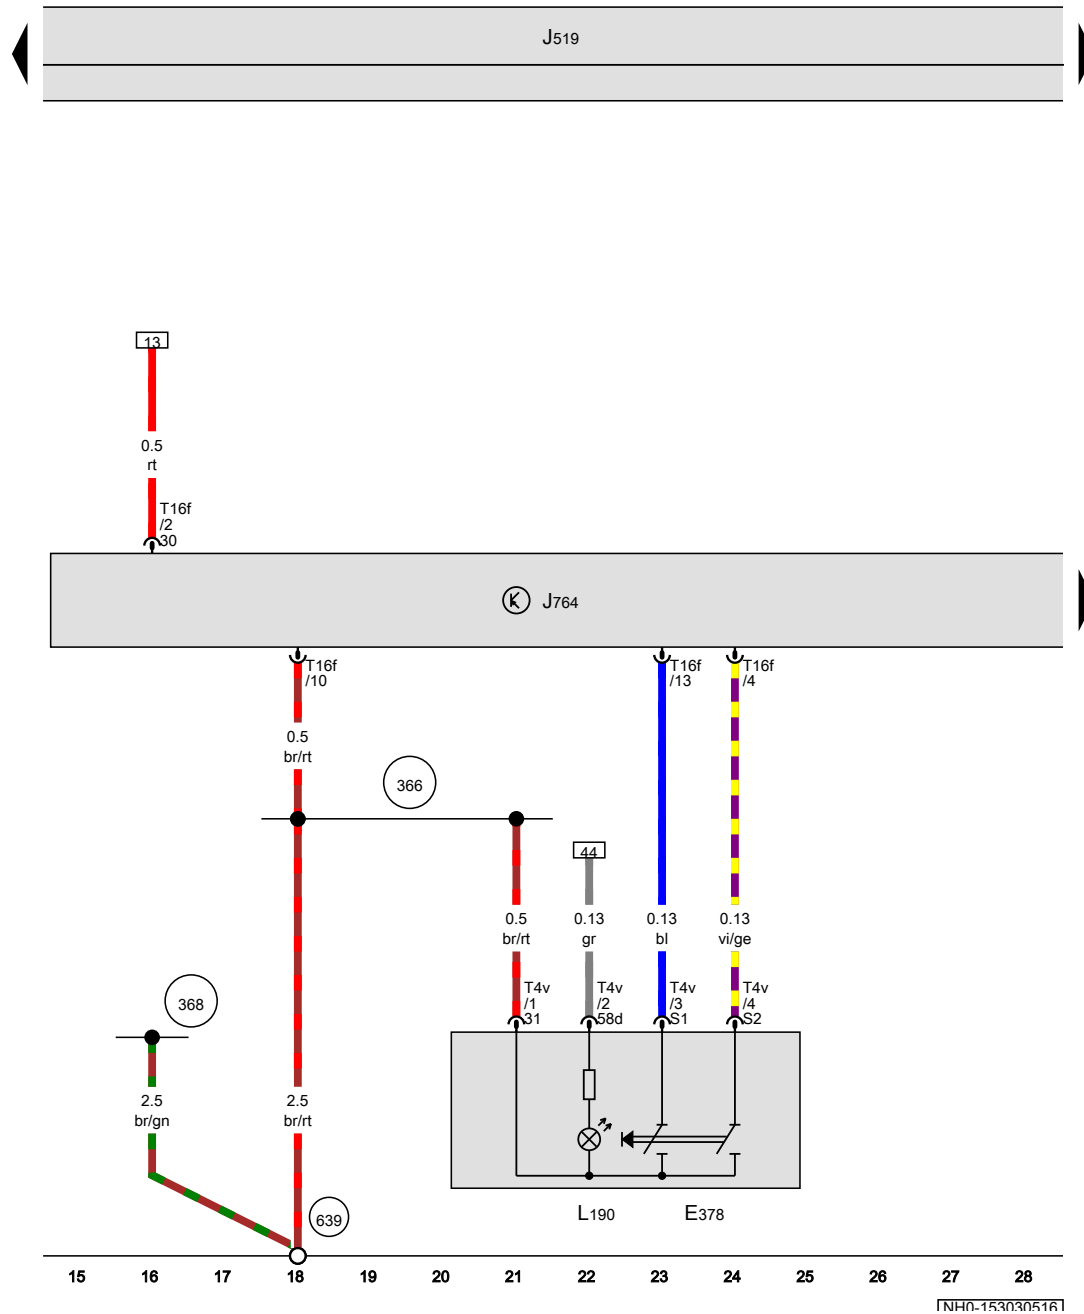 J519
13
0.5
rt
T16f
/2
30
J764
T16f
/10
T16f
/13
T16f
/4
0.5
br/rt
366
44
0.5
br/rt
0.13
gr
0.13
bl
0.13
vi/ge
368
T4v
/1
31
T4v
/2
58d
T4v
/3
S1
T4v
/4
S2
2.5
br/gn
2.5
br/rt
639
L190
E378
15 16 17 18 19 20 21 22 23 24 25 26 27 28
NH0-153030516